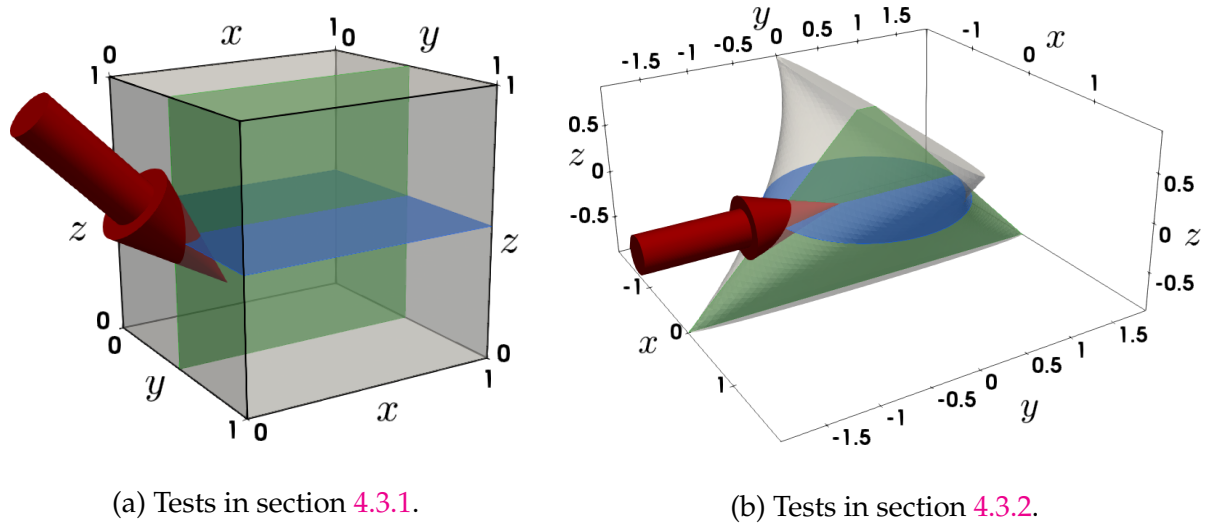 0 x 1 0 y 1
1 1
z z
0 0
0 1
y x
1 0
y
-1.5 -1 -0.5 0 0.5 1 1.5
-1 0 1
x
0.5
z 0
-0.5
0.5
0 z
-0.5
-1
x 0
1
-1.5 -1 -0.5 0 0.5 1 1.5
y
(a) Tests in section 4.3.1.
(b) Tests in section 4.3.2.